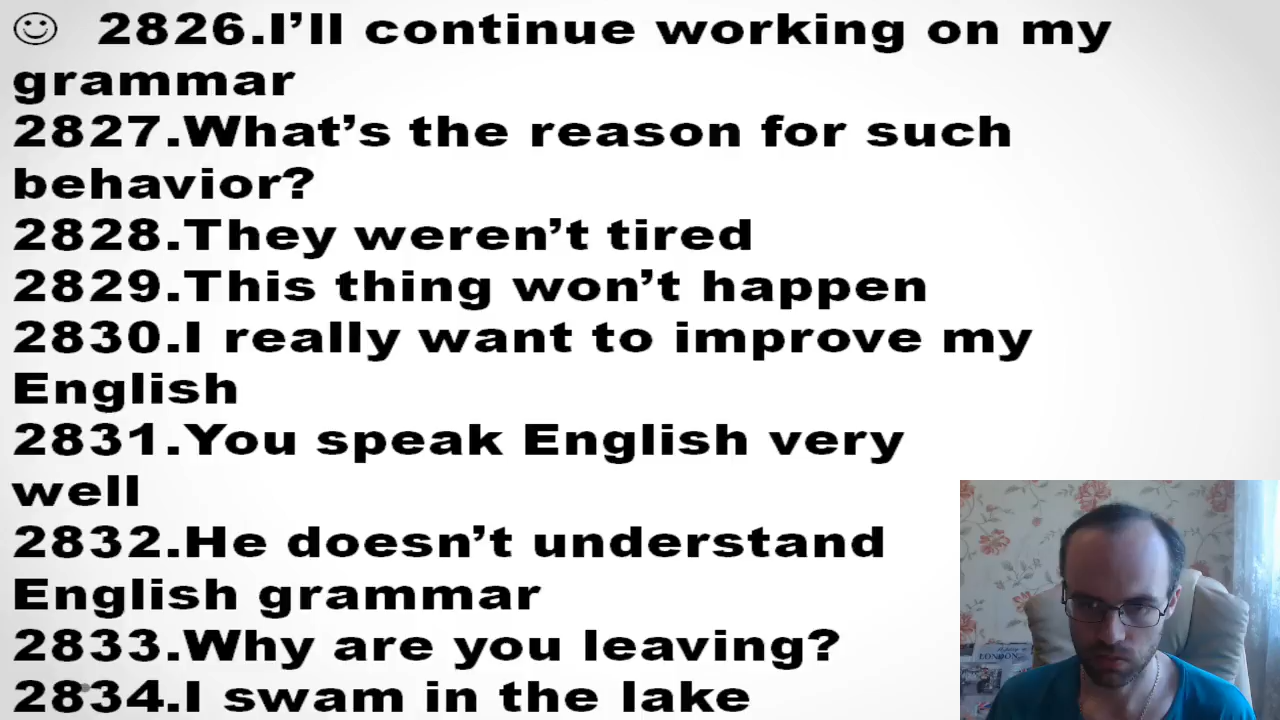 ☺ 2826.I’ll continue working on my
grammar
2827.What’s the reason for such
behavior?
2828.They weren’t tired
2829.This thing won’t happen
2830.I really want to improve my
English
2831.You speak English very
well
2832.He doesn’t understand
English grammar
2833.Why are you leaving?
2834.I swam in the lake
LONDON